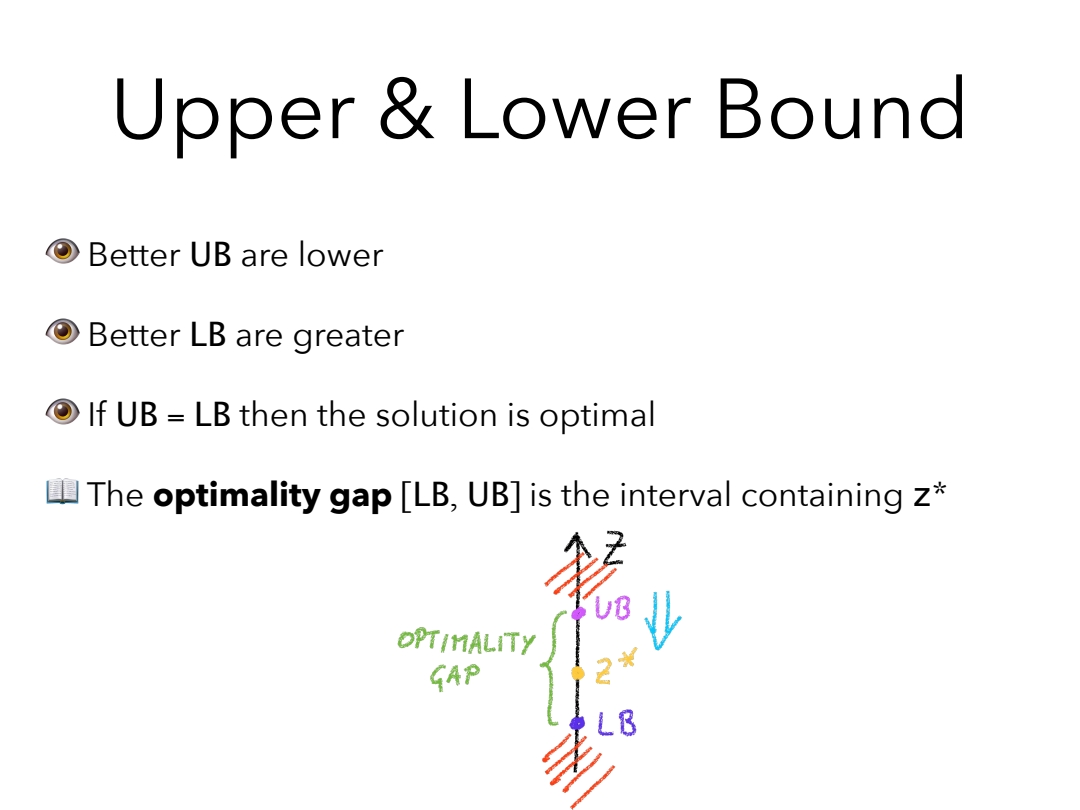 Upper & Lower Bound
👁 Better UB are lower
👁 Better LB are greater
👁 If UB = LB then the solution is optimal
📖 The optimality gap [LB, UB] is the interval containing z*
Z
UB
OPTIMALITY
GAP
Z*
LB